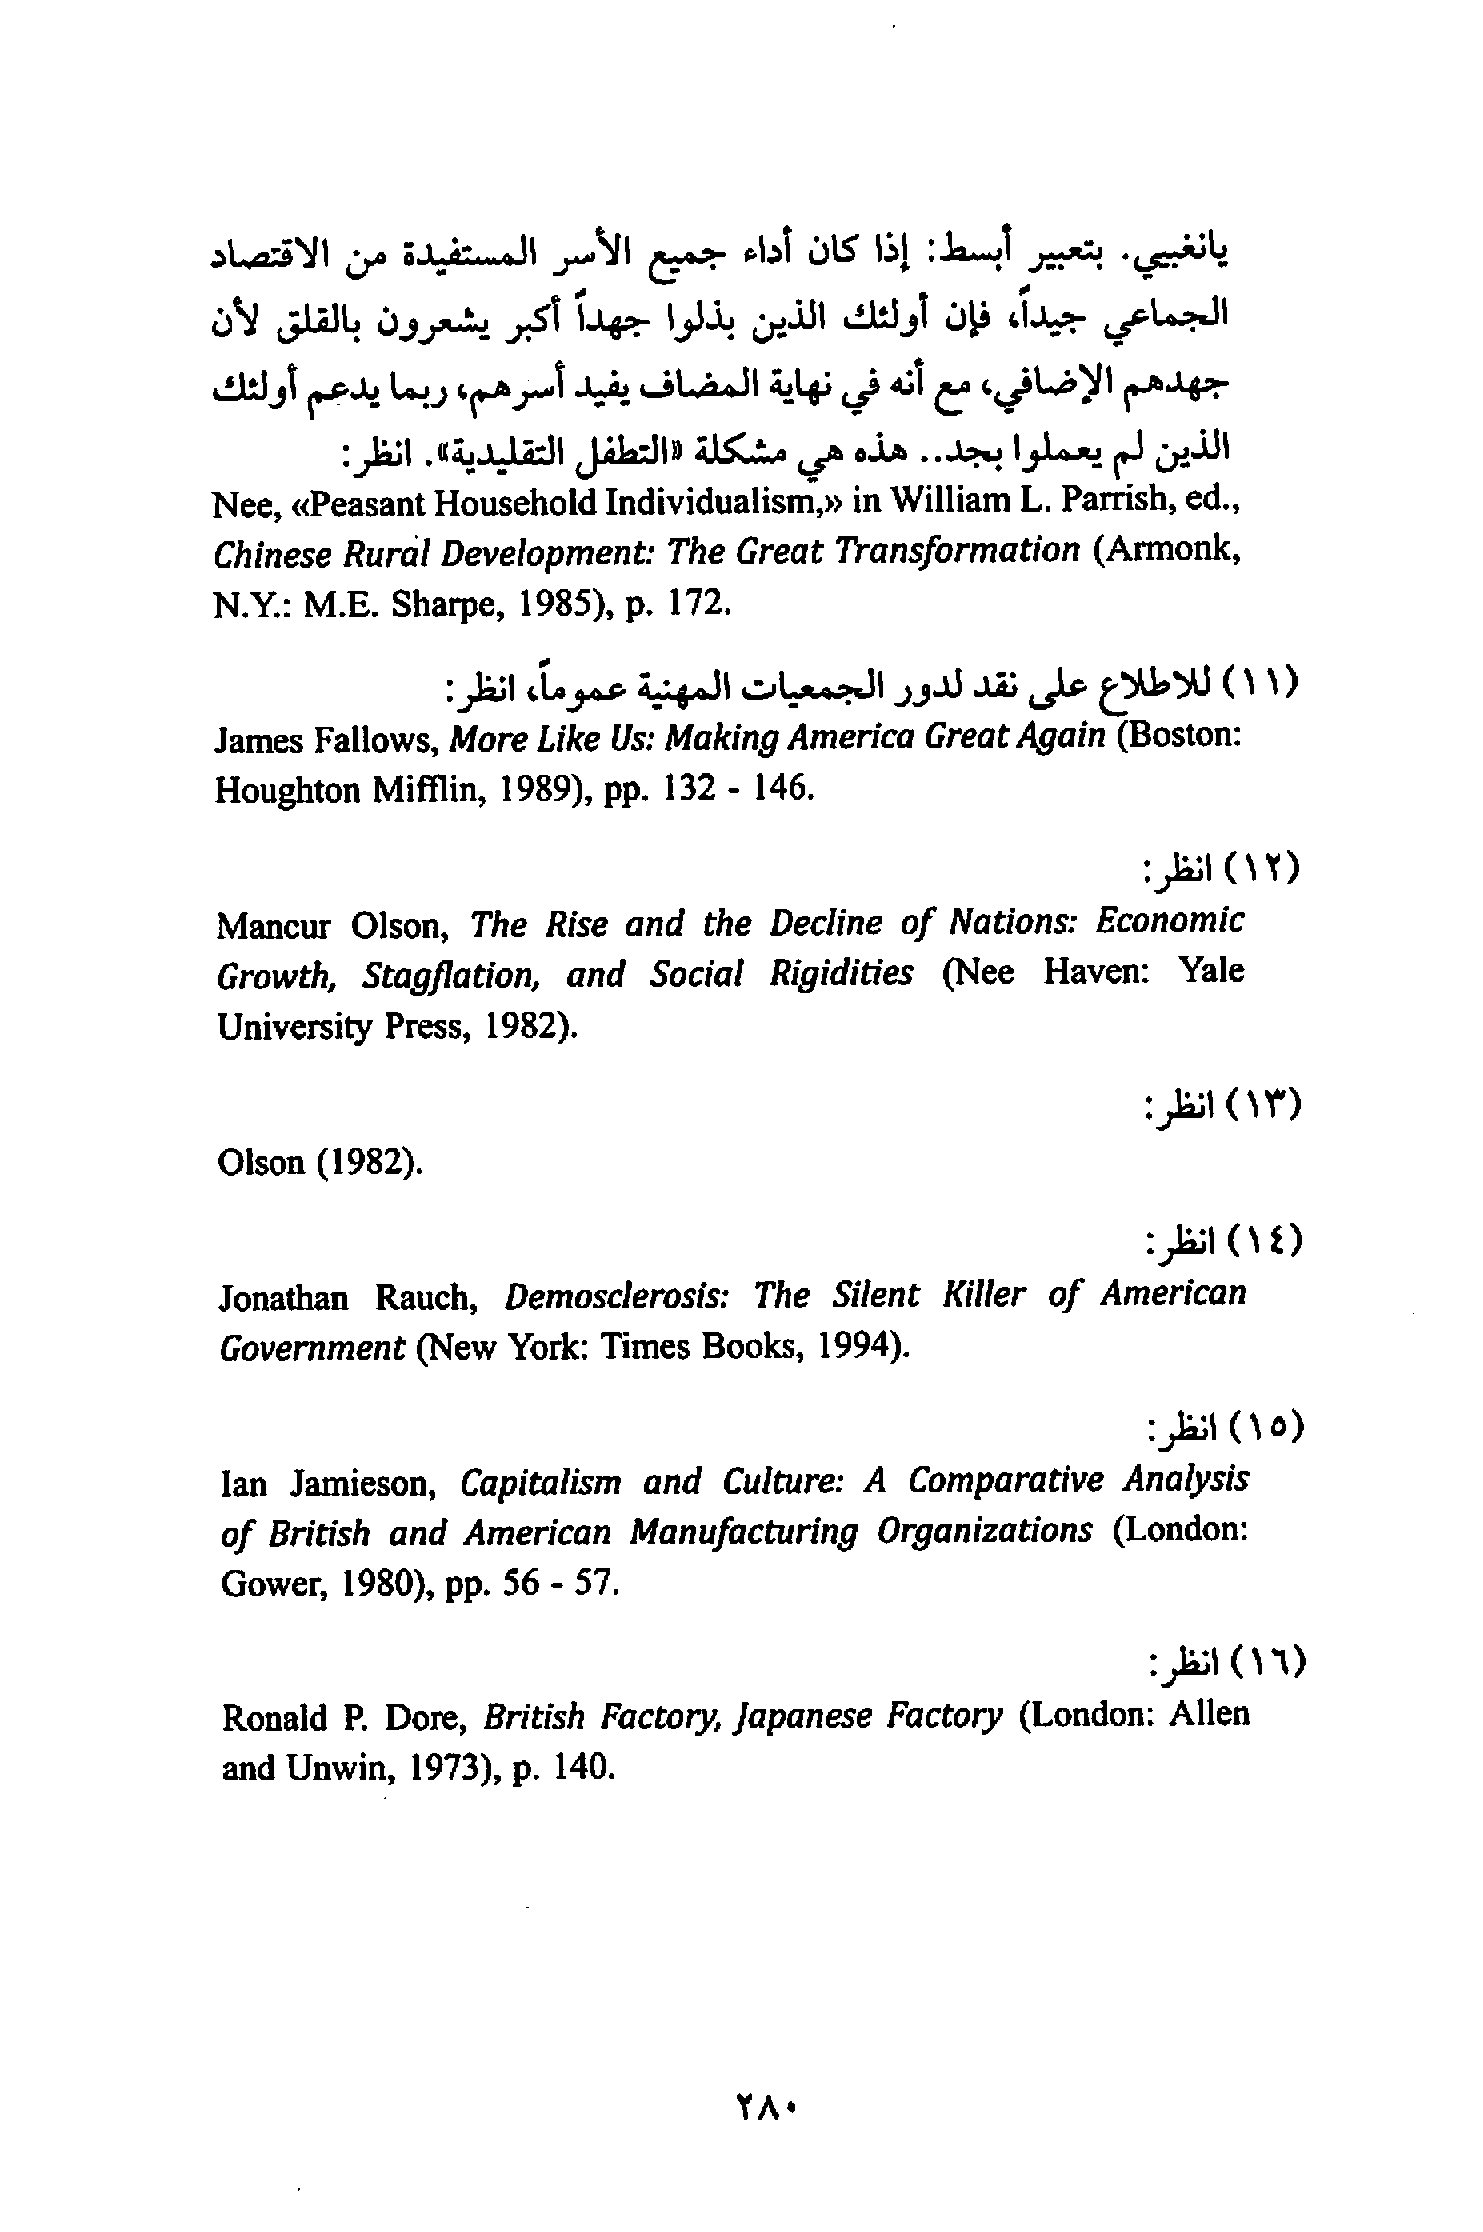 يانغبيي. بتعبير أبسط: إذا كان أداء جميع الأسر المستفيدة من الاقتصاد
الجماعي جيداً، فإن أولئك الذين بذلوا جهداً أكبر يشعرون بالقلق لأن
جهدهم الإضافي، مع أنه في نهاية المضاف يفيد أسرهم، ربما يدعم أولئك
الذين لم يعملوا بجد.. هذه هي مشكلة «التطفل التقليدية». انظر:
Nee, «Peasant Household Individualism,» in William L. Parrish, ed.,
Chinese Rural Development: The Great Transformation (Armonk,
N.Y.: M.E. Sharpe, 1985), p. 172.
(١١) للاطلاع على نقد لدور الجمعيات المهنية عموماً، انظر:
James Fallows, More Like Us: Making America Great Again (Boston:
Houghton Mifflin, 1989), pp. 132 - 146.
(١٢) انظر:
Mancur Olson, The Rise and the Decline of Nations: Economic
Growth, Stagflation, and Social Rigidities (Nee Haven: Yale
University Press, 1982).
(١٣) انظر:
Olson (1982).
(١٤) انظر:
Jonathan Rauch, Demosclerosis: The Silent Killer of American
Government (New York: Times Books, 1994).
(١٥) انظر:
Ian Jamieson, Capitalism and Culture: A Comparative Analysis
of British and American Manufacturing Organizations (London:
Gower, 1980), pp. 56 - 57.
(١٦) انظر:
Ronald P. Dore, British Factory, Japanese Factory (London: Allen
and Unwin, 1973), p. 140.
٢٨٠